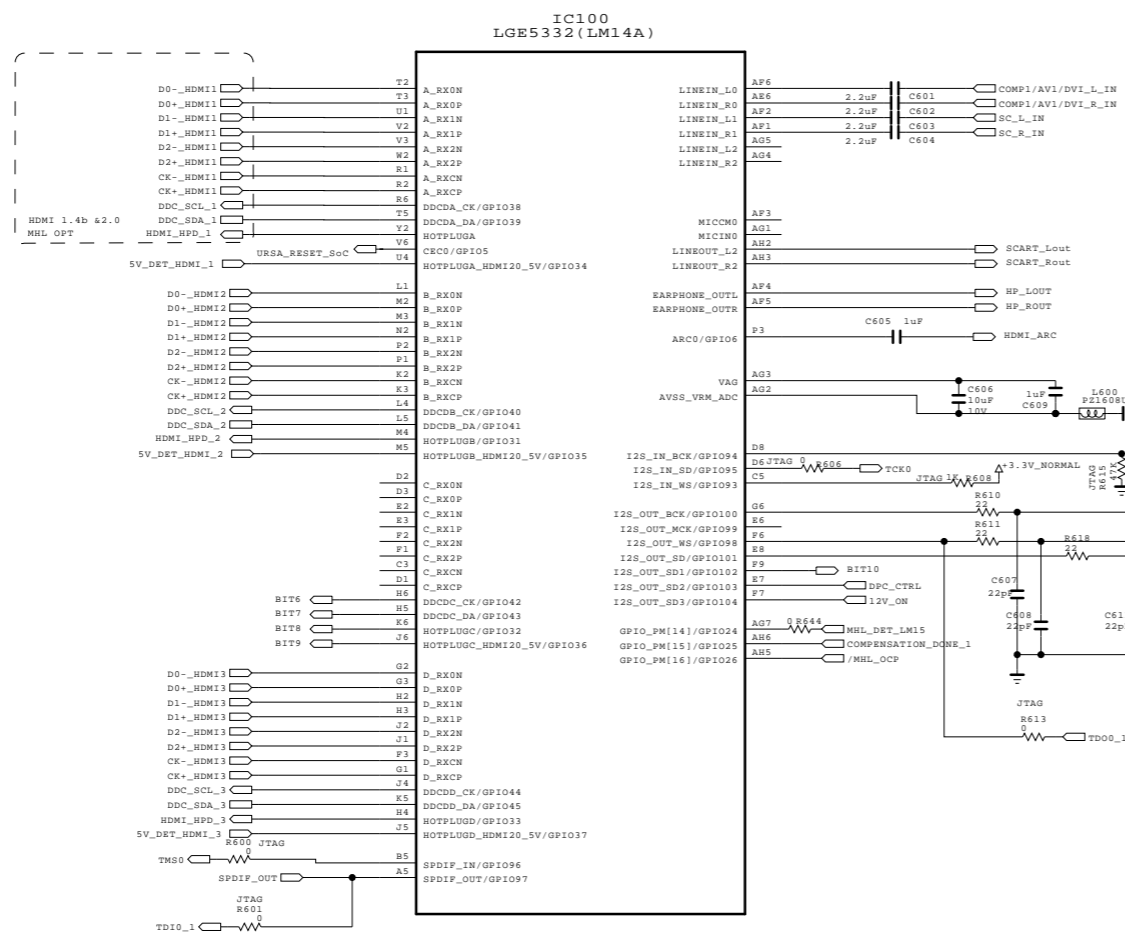 IC100
LGE5332(LM14A)
HDMI 1.4b &2.0
MHL OPT
D0-_HDMI1 T2 A_RX0N
D0+_HDMI1 T3 A_RX0P
D1-_HDMI1 U1 A_RX1N
D1+_HDMI1 V2 A_RX1P
D2-_HDMI1 V3 A_RX2N
D2+_HDMI1 W2 A_RX2P
CK-_HDMI1 R1 A_RXCN
CK+_HDMI1 R2 A_RXCP
DDC_SCL_1 R6 DDCDA_CK/GPIO38
DDC_SDA_1 T5 DDCDA_DA/GPIO39
HDMI_HPD_1 Y2 HOTPLUGA
URSA_RESET_SoC V6 CEC0/GPIO5
5V_DET_HDMI_1 U4 HOTPLUGA_HDMI20_5V/GPIO34
D0-_HDMI2 L1 B_RX0N
D0+_HDMI2 M2 B_RX0P
D1-_HDMI2 M3 B_RX1N
D1+_HDMI2 N2 B_RX1P
D2-_HDMI2 P2 B_RX2N
D2+_HDMI2 P1 B_RX2P
CK-_HDMI2 K2 B_RXCN
CK+_HDMI2 K3 B_RXCP
DDC_SCL_2 L4 DDCDB_CK/GPIO40
DDC_SDA_2 L5 DDCDB_DA/GPIO41
HDMI_HPD_2 M4 HOTPLUGB/GPIO31
5V_DET_HDMI_2 M5 HOTPLUGB_HDMI20_5V/GPIO35
D2 C_RX0N
D3 C_RX0P
E2 C_RX1N
E3 C_RX1P
F2 C_RX2N
F1 C_RX2P
C3 C_RXCN
D1 C_RXCP
BIT6 H6 DDCDC_CK/GPIO42
BIT7 H5 DDCDC_DA/GPIO43
BIT8 K6 HOTPLUGC/GPIO32
BIT9 J6 HOTPLUGC_HDMI20_5V/GPIO36
D0-_HDMI3 G2 D_RX0N
D0+_HDMI3 G3 D_RX0P
D1-_HDMI3 H2 D_RX1N
D1+_HDMI3 H3 D_RX1P
D2-_HDMI3 J2 D_RX2N
D2+_HDMI3 J1 D_RX2P
CK-_HDMI3 F3 D_RXCN
CK+_HDMI3 G1 D_RXCP
DDC_SCL_3 J4 DDCDD_CK/GPIO44
DDC_SDA_3 K5 DDCDD_DA/GPIO45
HDMI_HPD_3 H4 HOTPLUGD/GPIO33
5V_DET_HDMI_3 J5 HOTPLUGD_HDMI20_5V/GPIO37
R600 JTAG
0
TMS0 B5 SPDIF_IN/GPIO96
SPDIF_OUT A5 SPDIF_OUT/GPIO97
JTAG
R601
0
TDI0_1
LINEIN_L0 AF6 COMP1/AV1/DVI_L_IN
LINEIN_R0 AE6 2.2uF C601 COMP1/AV1/DVI_R_IN
LINEIN_L1 AF2 2.2uF C602 SC_L_IN
LINEIN_R1 AF1 2.2uF C603 SC_R_IN
2.2uF C604
LINEIN_L2 AG5
LINEIN_R2 AG4
MICCM0 AF3
MICIN0 AG1
LINEOUT_L2 AH2 SCART_Lout
LINEOUT_R2 AH3 SCART_Rout
EARPHONE_OUTL AF4 HP_LOUT
EARPHONE_OUTR AF5 HP_ROUT
C605 1uF
ARC0/GPIO6 P3 HDMI_ARC
VAG AG3
AVSS_VRM_ADC AG2
C606
10uF
10V
1uF
C609
L600
I2S_IN_BCK/GPIO94 D8
I2S_IN_SD/GPIO95 D6 JTAG 0 R606 TCK0
I2S_IN_WS/GPIO93 C5 JTAG 1K R608 +3.3V_NORMAL
JTAG
R615
47K
I2S_OUT_BCK/GPIO100 G6 R610
22
I2S_OUT_MCK/GPIO99 E6
I2S_OUT_WS/GPIO98 F6 R611
22
I2S_OUT_SD/GPIO101 E8 R618
22
I2S_OUT_SD1/GPIO102 F9 BIT10
I2S_OUT_SD2/GPIO103 E7 DPC_CTRL
I2S_OUT_SD3/GPIO104 F7 12V_ON
C607
22pF
C608
22pF
GPIO_PM[14]/GPIO24 AG7 0 R644 MHL_DET_LM15
GPIO_PM[15]/GPIO25 AH6 COMPENSATION_DONE_1
GPIO_PM[16]/GPIO26 AH5 /MHL_OCP
JTAG
R613
0
TDO0_1